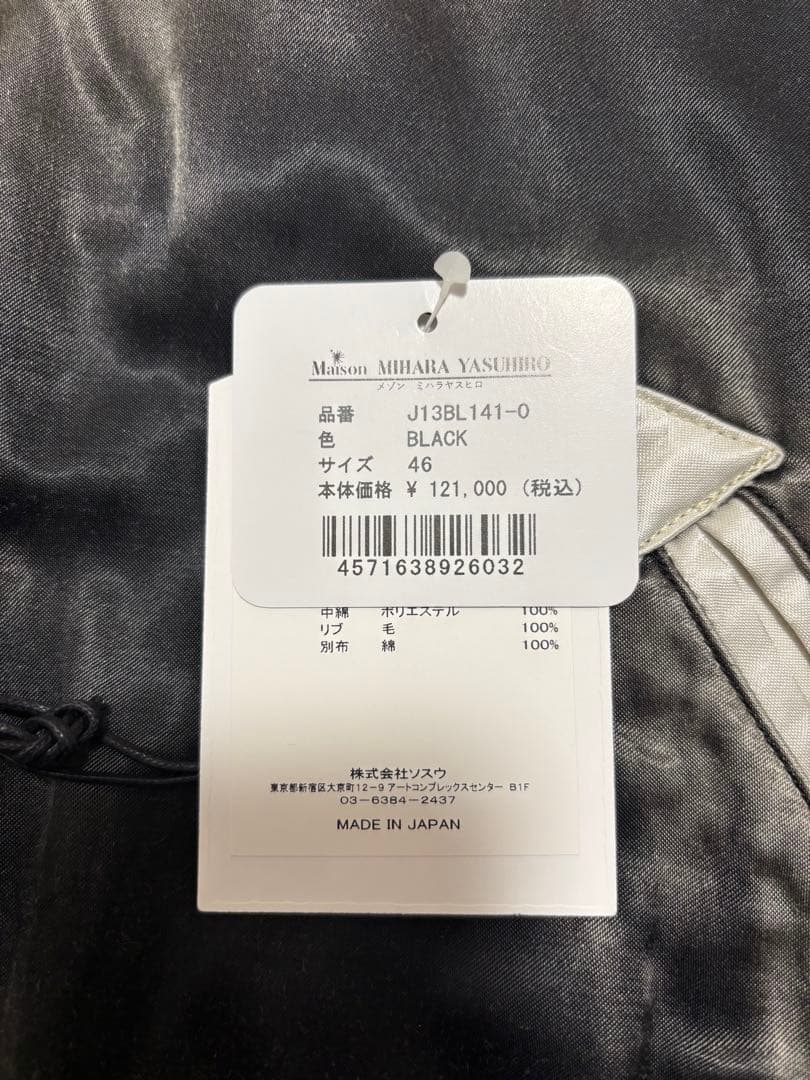 Maison MIHARA YASUHIRO
メゾン ミハラヤスヒロ
品番 J13BL141-0
色 BLACK
サイズ 46
本体価格 ¥ 121,000 (税込)
4571638926032
中綿 ポリエステル 100%
リブ 毛 100%
別布 綿 100%
株式会社ソスウ
東京都新宿区大京町12-9 アートコンプレックスセンター B1F
03-6384-2437
MADE IN JAPAN